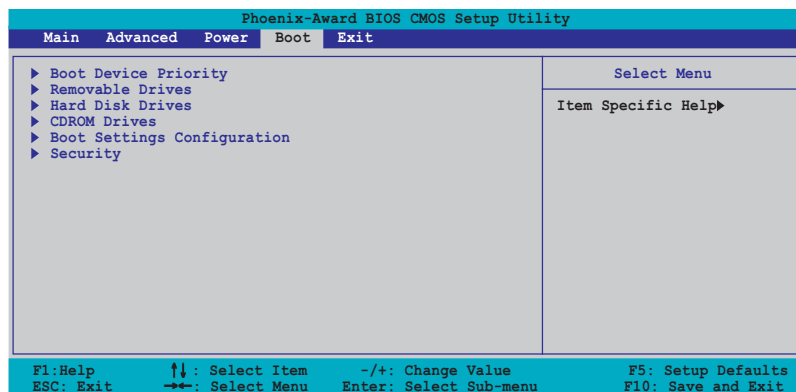 Phoenix-Award BIOS CMOS Setup Utility
Main Advanced Power Boot Exit
Boot Device Priority
Removable Drives
Hard Disk Drives
CDROM Drives
Boot Settings Configuration
Security
Select Menu
Item Specific Help
F1:Help ↑↓: Select Item -/+: Change Value F5: Setup Defaults
ESC: Exit →←: Select Menu Enter: Select Sub-menu F10: Save and Exit